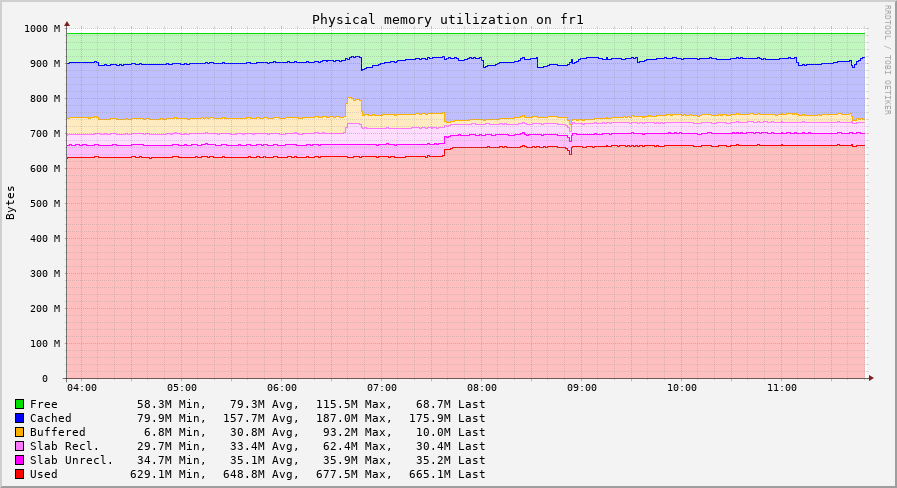 Physical memory utilization on fr1
RRDTOOL / TOBI OETIKER
Bytes
1000 M
900 M
800 M
700 M
600 M
500 M
400 M
300 M
200 M
100 M
0
04:00 05:00 06:00 07:00 08:00 09:00 10:00 11:00
Free 58.3M Min, 79.3M Avg, 115.5M Max, 68.7M Last
Cached 79.9M Min, 157.7M Avg, 187.0M Max, 175.9M Last
Buffered 6.8M Min, 30.8M Avg, 93.2M Max, 10.0M Last
Slab Recl. 29.7M Min, 33.4M Avg, 62.4M Max, 30.4M Last
Slab Unrecl. 34.7M Min, 35.1M Avg, 35.9M Max, 35.2M Last
Used 629.1M Min, 648.8M Avg, 677.5M Max, 665.1M Last